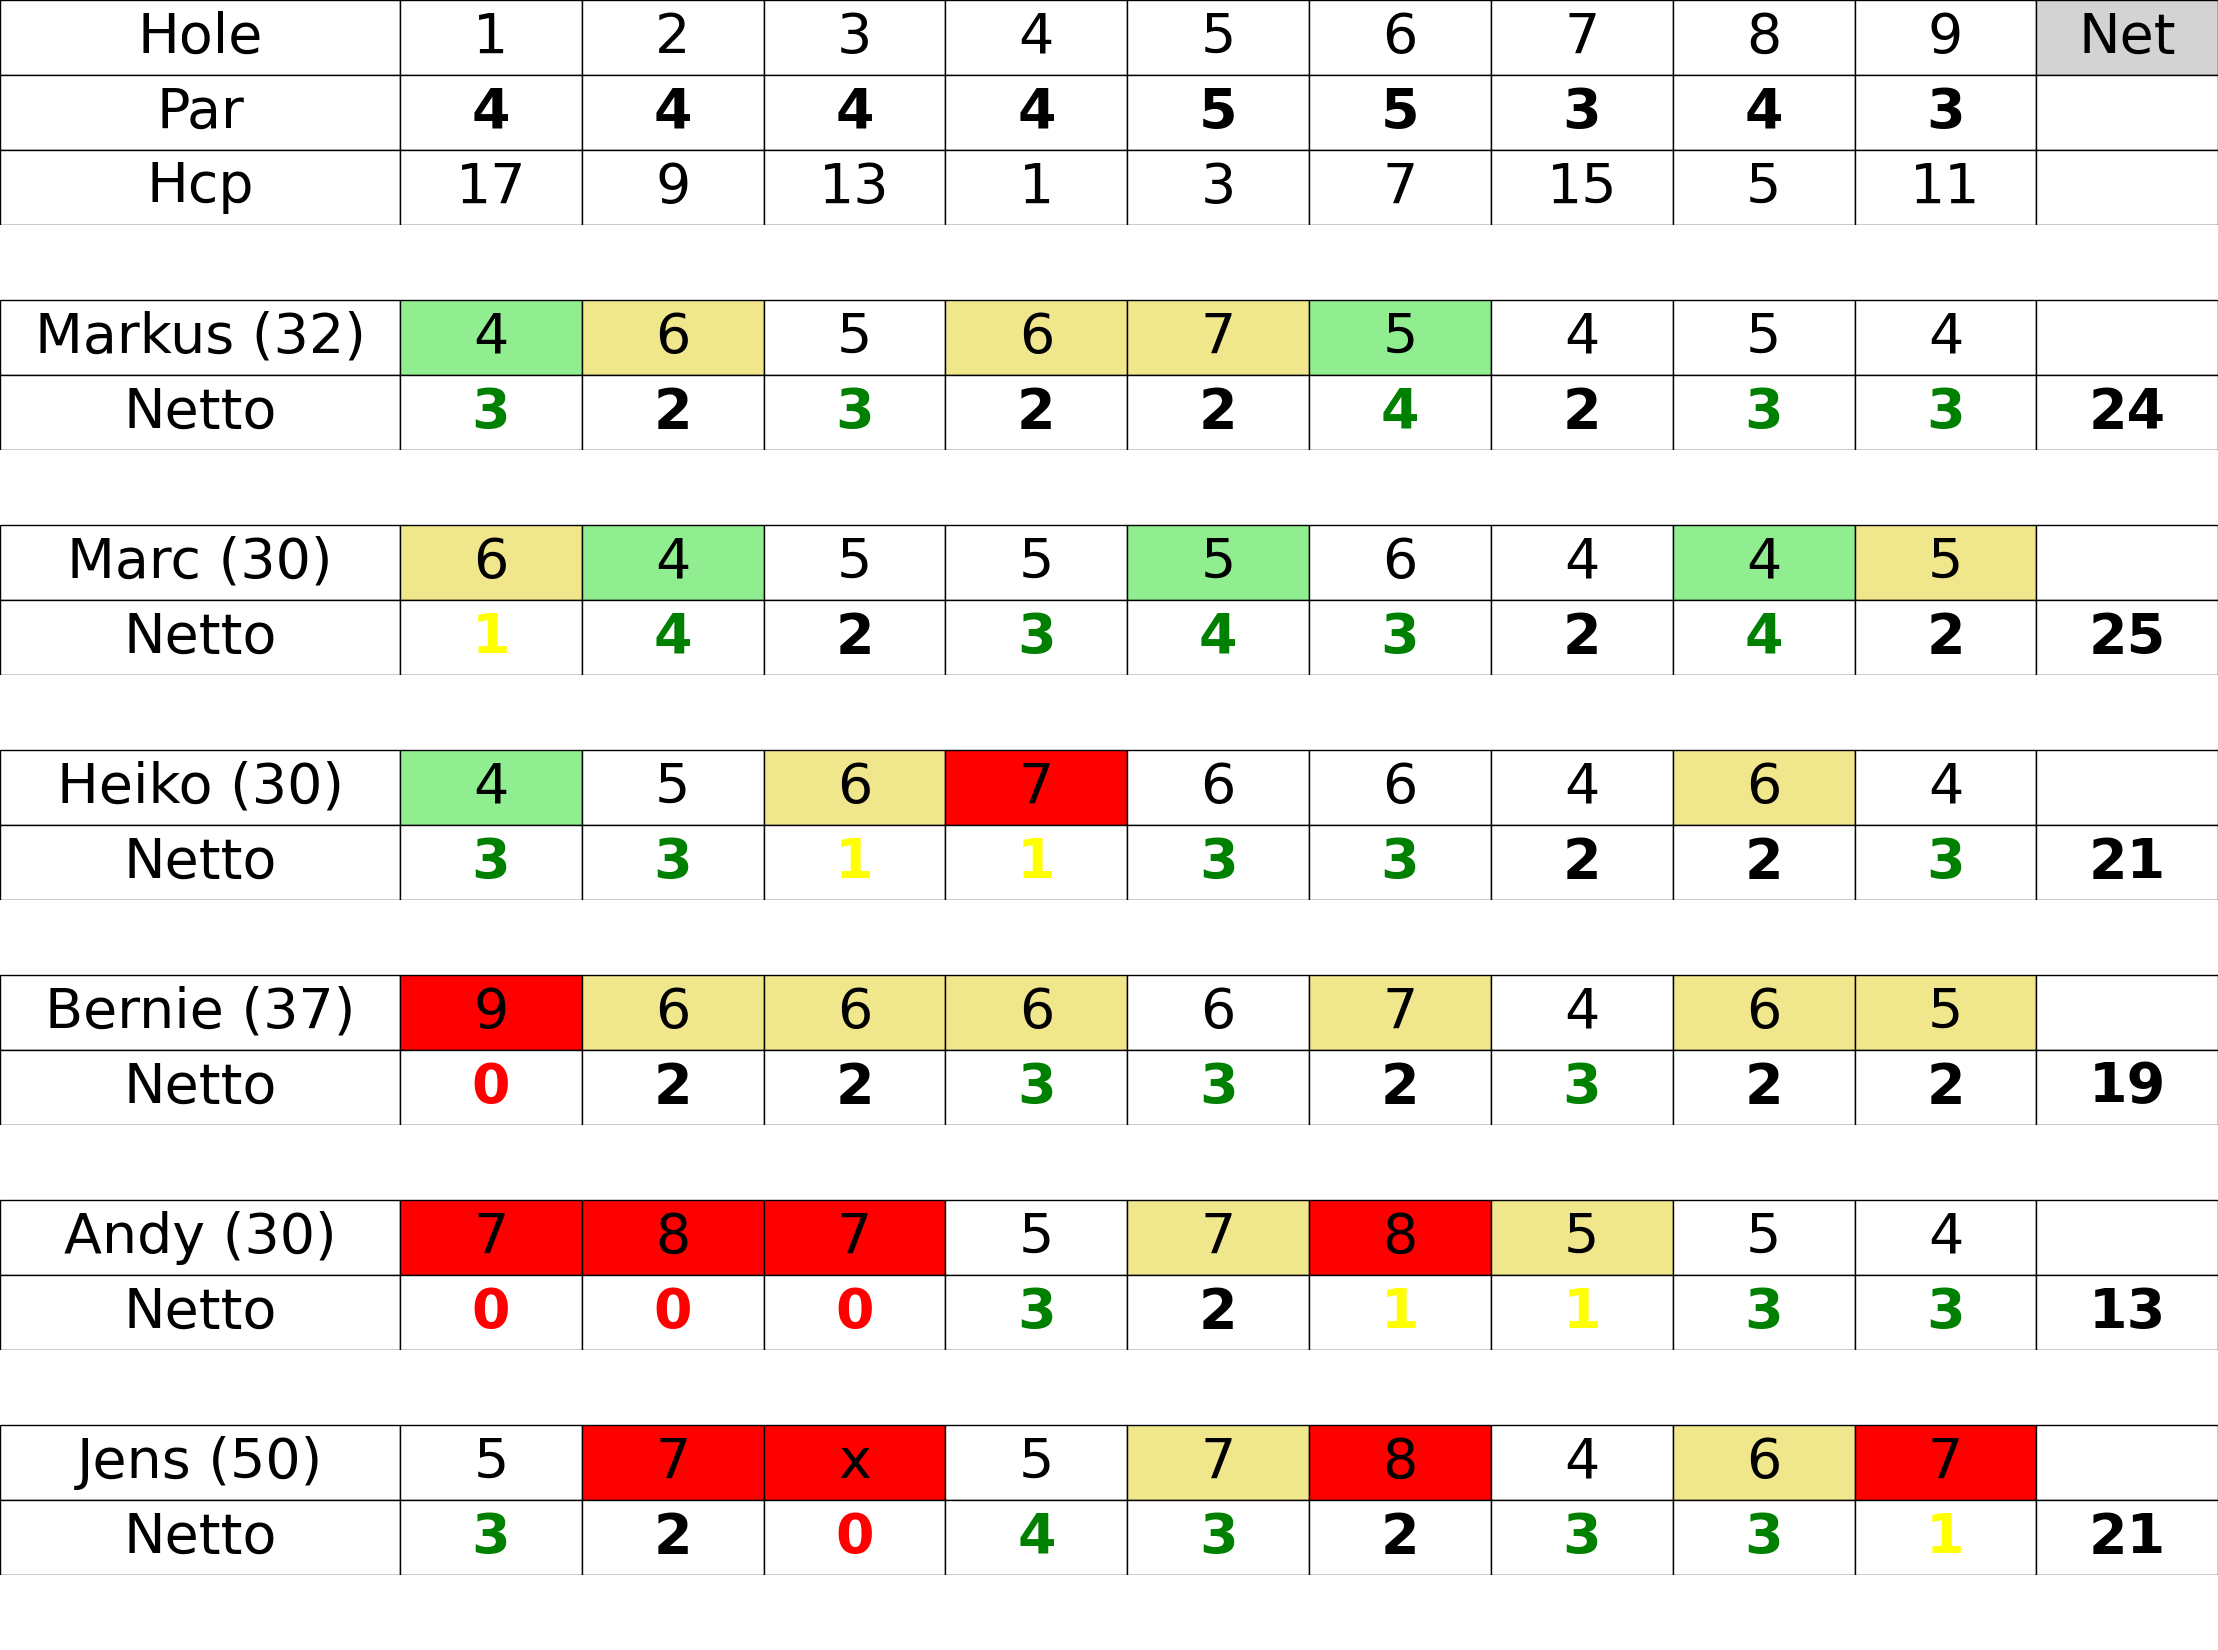 Hole 1 2 3 4 5 6 7 8 9 Net
Par 4 4 4 4 5 5 3 4 3
Hcp 17 9 13 1 3 7 15 5 11
Markus (32) 4 6 5 6 7 5 4 5 4
Netto 3 2 3 2 2 4 2 3 3 24
Marc (30) 6 4 5 5 5 6 4 4 5
Netto 1 4 2 3 4 3 2 4 2 25
Heiko (30) 4 5 6 7 6 6 4 6 4
Netto 3 3 1 1 3 3 2 2 3 21
Bernie (37) 9 6 6 6 6 7 4 6 5
Netto 0 2 2 3 3 2 3 2 2 19
Andy (30) 7 8 7 5 7 8 5 5 4
Netto 0 0 0 3 2 1 1 3 3 13
Jens (50) 5 7 x 5 7 8 4 6 7
Netto 3 2 0 4 3 2 3 3 1 21